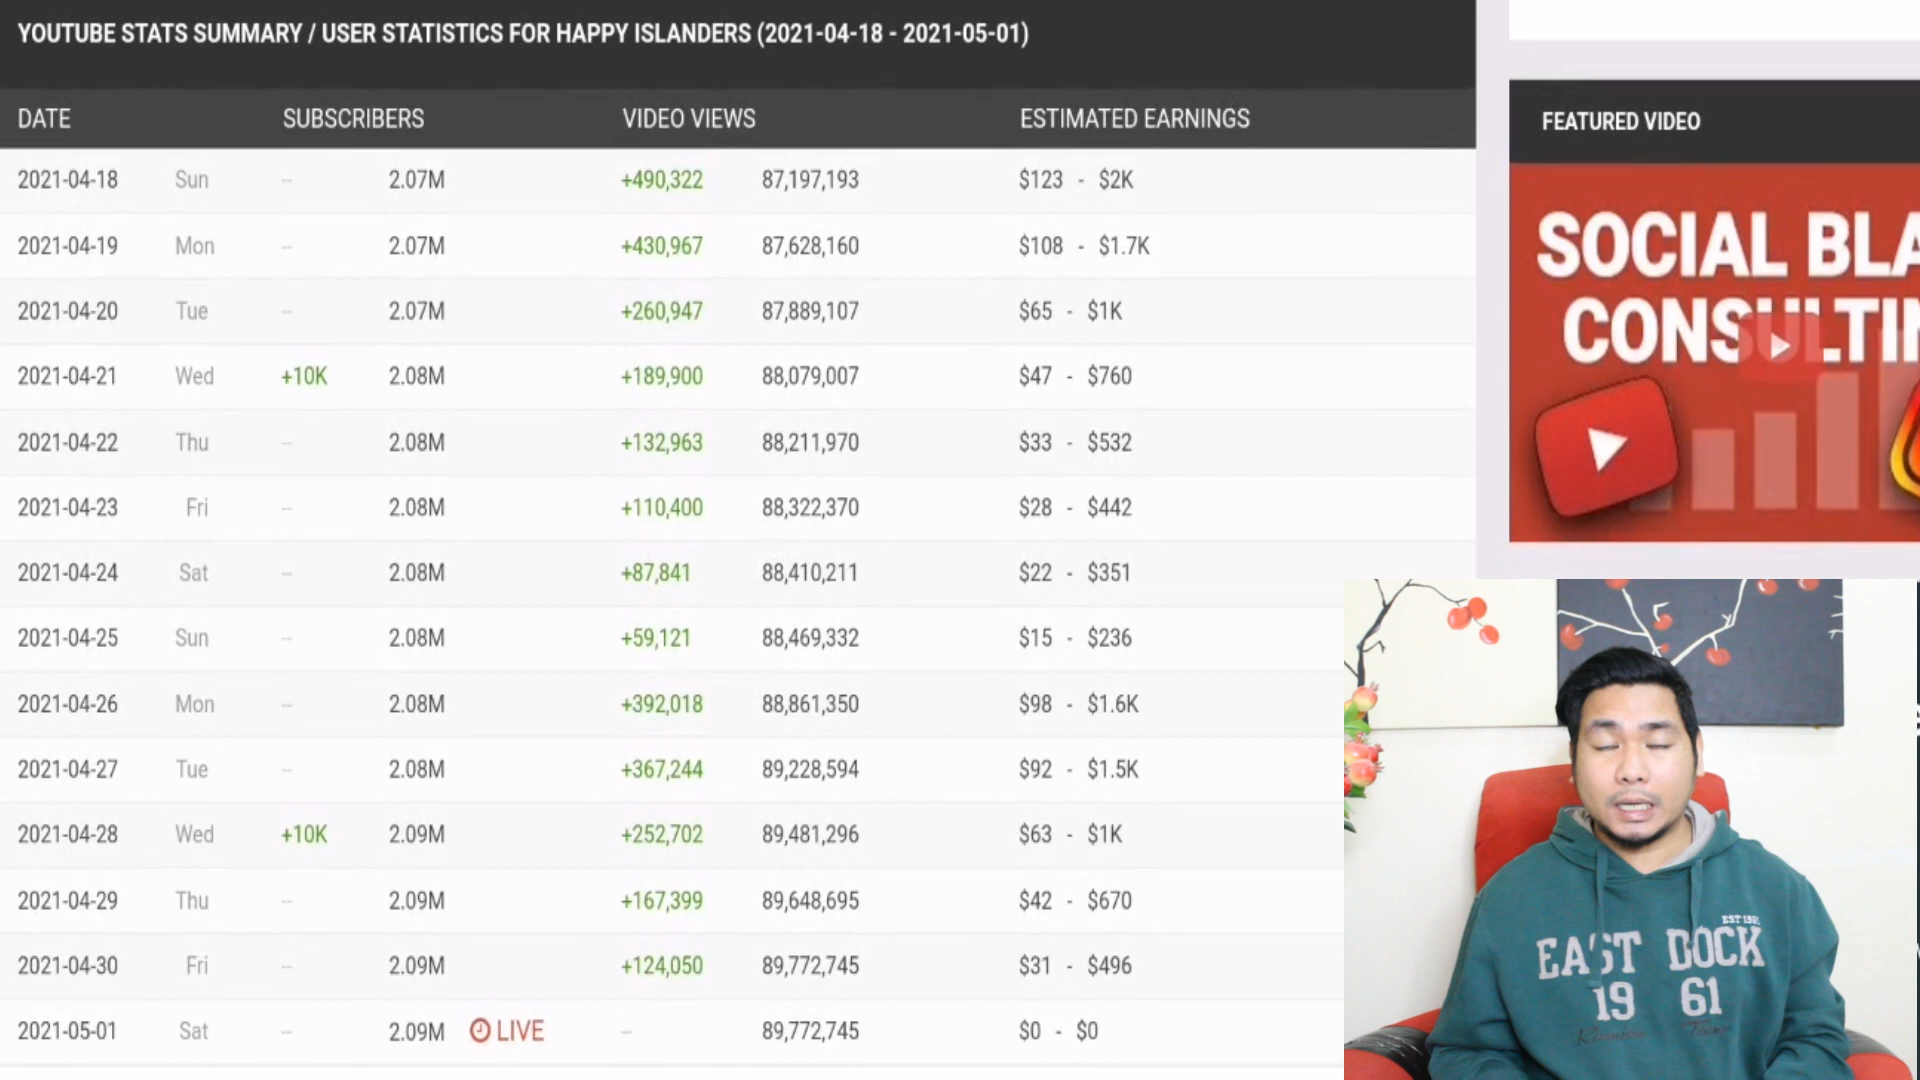 YOUTUBE STATS SUMMARY / USER STATISTICS FOR HAPPY ISLANDERS (2021-04-18 - 2021-05-01)
DATE SUBSCRIBERS VIDEO VIEWS ESTIMATED EARNINGS
2021-04-18 Sun -- 2.07M +490,322 87,197,193 $123 - $2K
2021-04-19 Mon -- 2.07M +430,967 87,628,160 $108 - $1.7K
2021-04-20 Tue -- 2.07M +260,947 87,889,107 $65 - $1K
2021-04-21 Wed +10K 2.08M +189,900 88,079,007 $47 - $760
2021-04-22 Thu -- 2.08M +132,963 88,211,970 $33 - $532
2021-04-23 Fri -- 2.08M +110,400 88,322,370 $28 - $442
2021-04-24 Sat -- 2.08M +87,841 88,410,211 $22 - $351
2021-04-25 Sun -- 2.08M +59,121 88,469,332 $15 - $236
2021-04-26 Mon -- 2.08M +392,018 88,861,350 $98 - $1.6K
2021-04-27 Tue -- 2.08M +367,244 89,228,594 $92 - $1.5K
2021-04-28 Wed +10K 2.09M +252,702 89,481,296 $63 - $1K
2021-04-29 Thu -- 2.09M +167,399 89,648,695 $42 - $670
2021-04-30 Fri -- 2.09M +124,050 89,772,745 $31 - $496
2021-05-01 Sat -- 2.09M LIVE -- 89,772,745 $0 - $0
FEATURED VIDEO
SOCIAL BLA
CONSULTIN
EAST DOCK
19 61